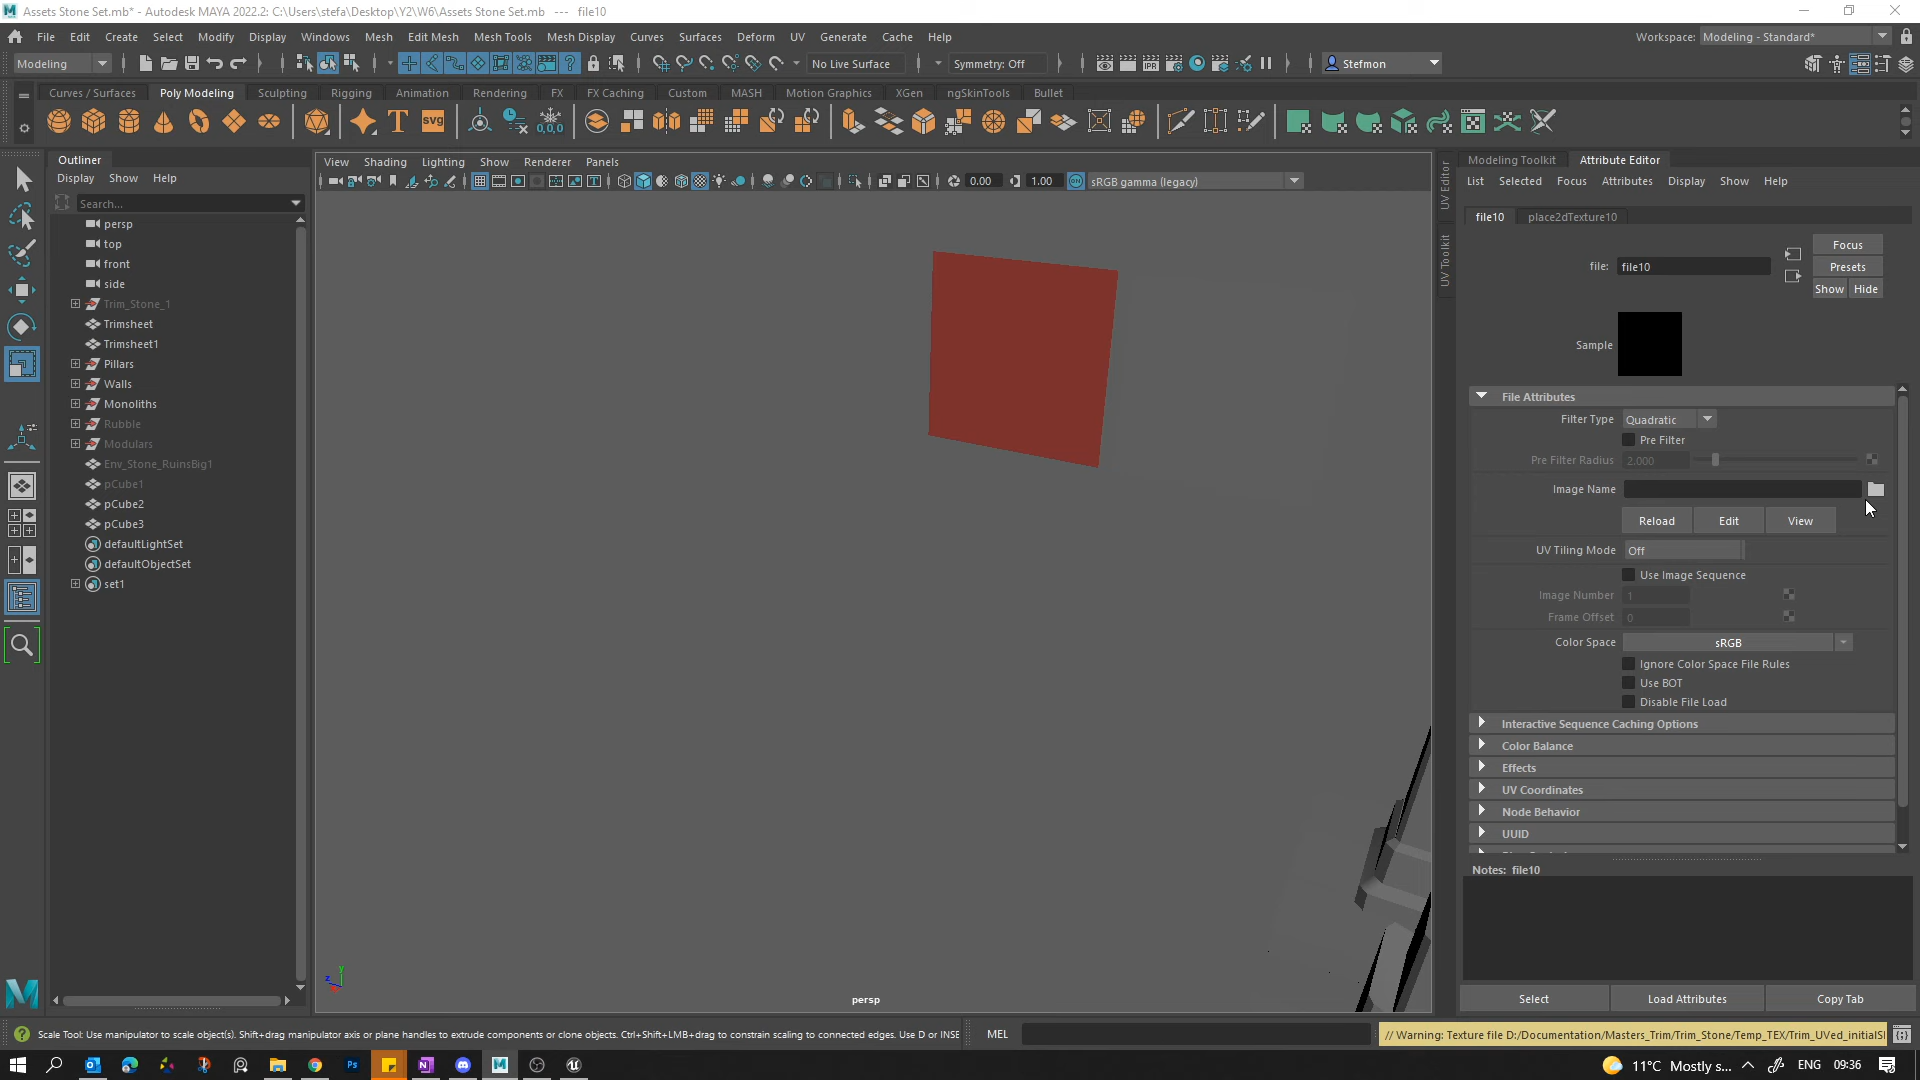 Assets Stone Set.mb* - Autodesk MAYA 2022.2: C:\Users\stefa\Desktop\Y2\W6\Assets Stone Set.mb --- file10
File Edit Create Select Modify Display Windows Mesh Edit Mesh Mesh Tools Mesh Display Curves Surfaces Deform UV Generate Cache Help Workspace: Modeling - Standard*
Modeling No Live Surface Symmetry: Off Stefmon
Curves / Surfaces Poly Modeling Sculpting Rigging Animation Rendering FX FX Caching Custom MASH Motion Graphics XGen ngSkinTools Bullet
T svg 0,0,0
Outliner
Display Show Help
Search...
persp
top
front
side
Trim_Stone_1
Trimsheet
Trimsheet1
Pillars
Walls
Monoliths
Rubble
Modulars
Env_Stone_RuinsBig1
pCube1
pCube2
pCube3
defaultLightSet
defaultObjectSet
set1
View Shading Lighting Show Renderer Panels
0.00 1.00 ON sRGB gamma (legacy)
y
z
persp
UV Editor
UV Toolkit
Modeling Toolkit Attribute Editor
List Selected Focus Attributes Display Show Help
file10 place2dTexture10
file: file10
Focus
Presets
Show Hide
Sample
File Attributes
Filter Type Quadratic
Pre Filter
Pre Filter Radius 2.000
Image Name
Reload Edit View
UV Tiling Mode Off
Use Image Sequence
Image Number 1
Frame Offset 0
Color Space sRGB
Ignore Color Space File Rules
Use BOT
Disable File Load
Interactive Sequence Caching Options
Color Balance
Effects
UV Coordinates
Node Behavior
UUID
Notes: file10
Select Load Attributes Copy Tab
Scale Tool: Use manipulator to scale object(s). Shift+drag manipulator axis or plane handles to extrude components or clone objects. Ctrl+Shift+LMB+drag to constrain scaling to connected edges. Use D or INSE MEL // Warning: Texture file D:/Documentation/Masters_Trim/Trim_Stone/Temp_TEX/Trim_UVed_initialS
11°C Mostly s... ENG 09:36